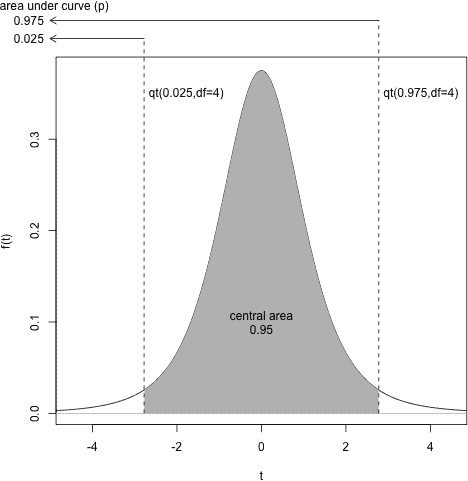 area under curve (p)
0.975
0.025
qt(0.025,df=4)
qt(0.975,df=4)
f(t)
0.3
0.2
0.1
0.0
central area
0.95
-4
-2
0
2
4
t